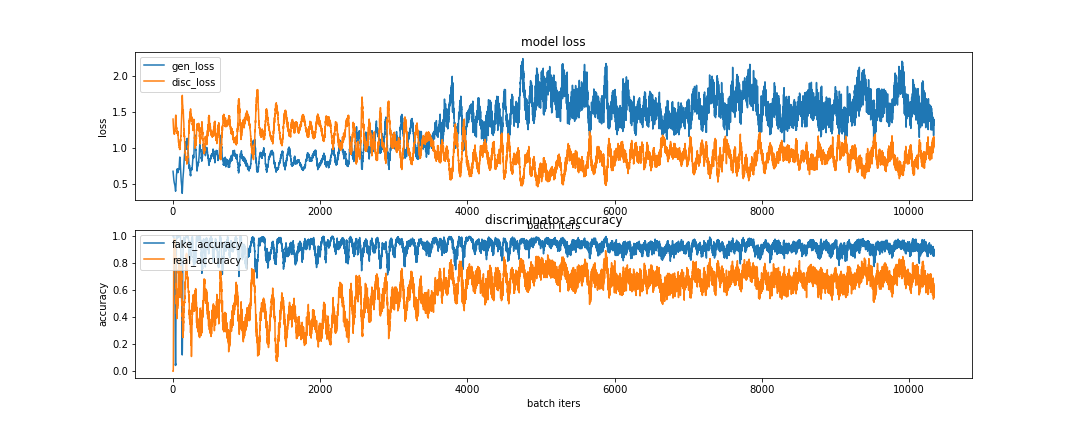 model loss
gen_loss
disc_loss
2.0
1.5
1.0
0.5
loss
0
2000
4000
6000
8000
10000
batch iters
discriminator accuracy
fake_accuracy
real_accuracy
1.0
0.8
0.6
0.4
0.2
0.0
accuracy
0
2000
4000
6000
8000
10000
batch iters